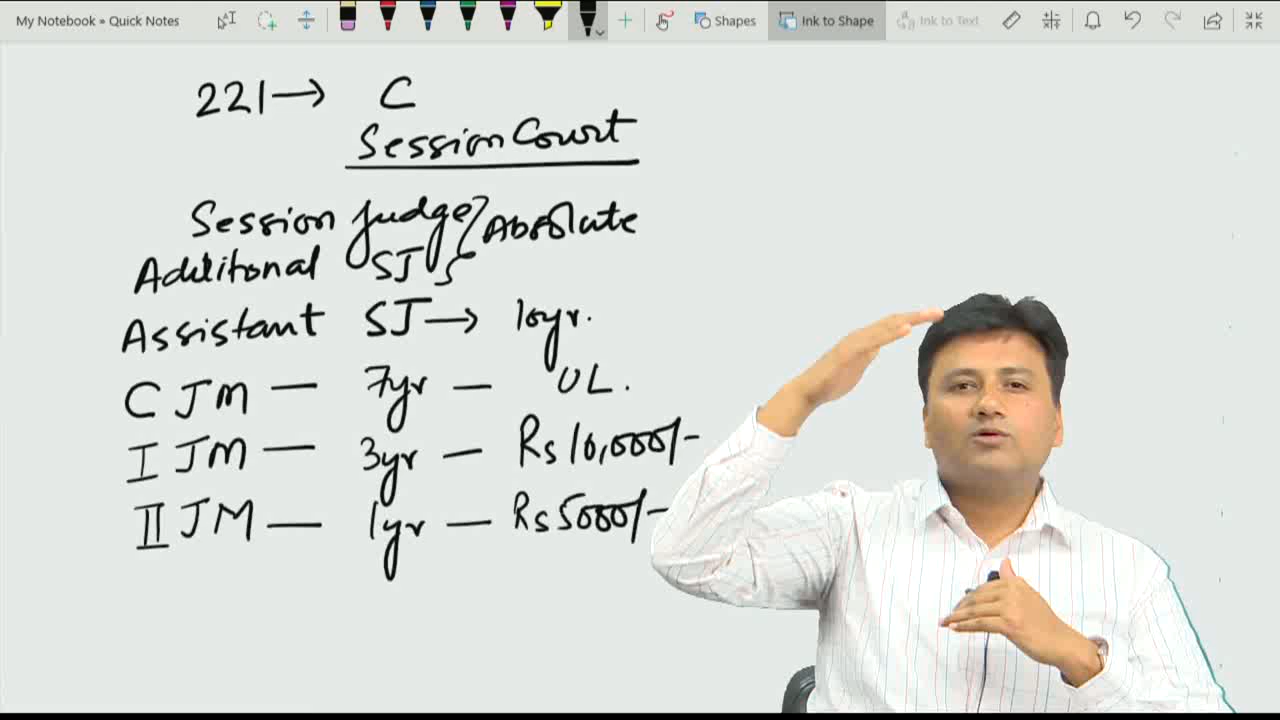 My Notebook » Quick Notes
Shapes
Ink to Shape
Ink to Text
221→ C
Session Court
Session Judge } Absolute
Additonal SJ
Assistant SJ → 10yr.
C JM — 7yr — UL.
I JM — 3yr — Rs 10,000/-
II JM — 1yr — Rs 5000/-